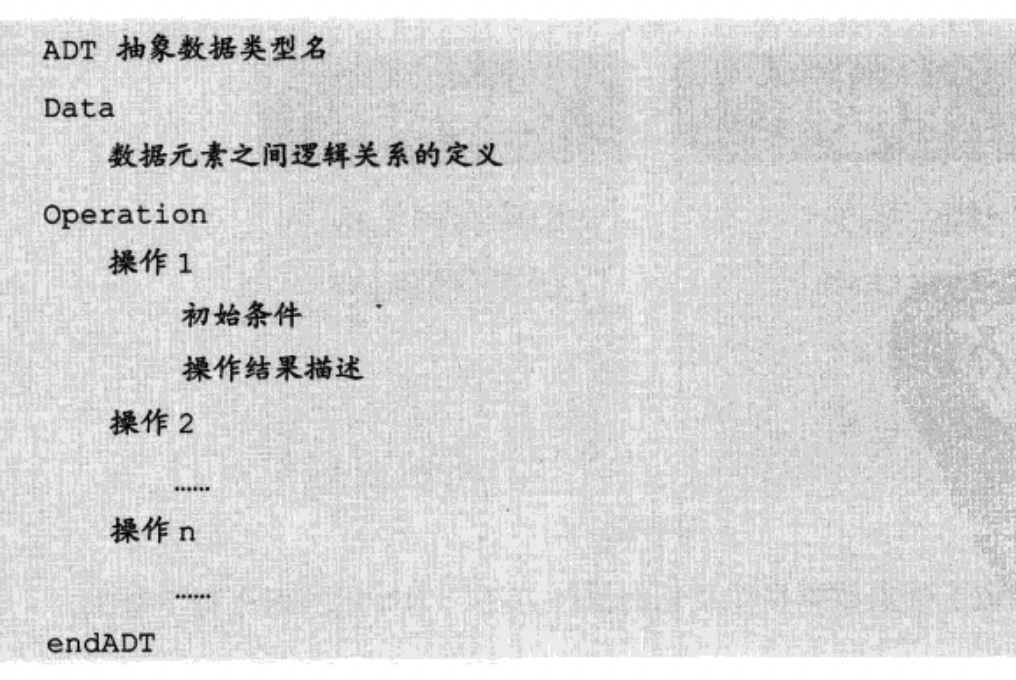 ADT 抽象数据类型名
Data
数据元素之间逻辑关系的定义
Operation
操作 1
初始条件
操作结果描述
操作 2
……
操作 n
……
endADT